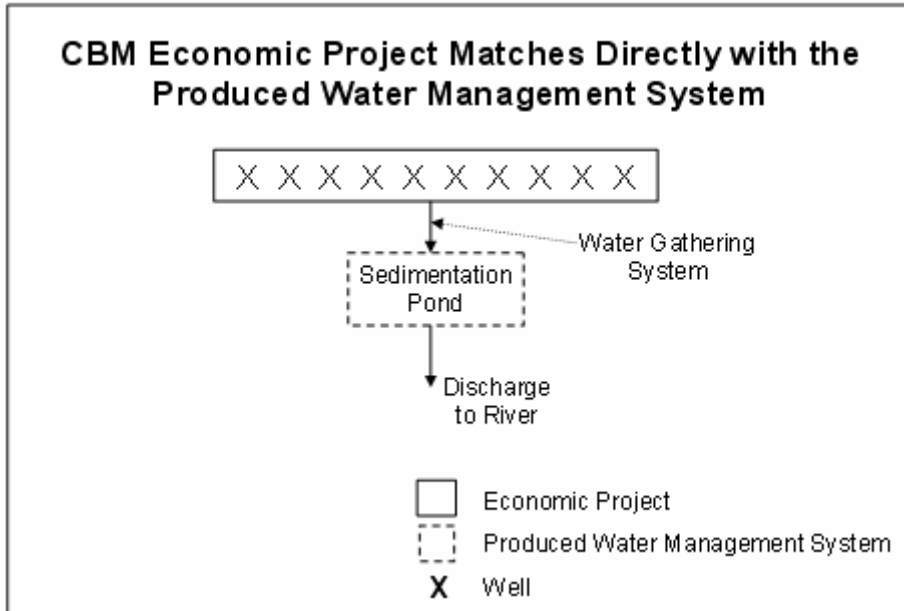 CBM Economic Project Matches Directly with the
Produced Water Management System
X X X X X X X X X X
Water Gathering
System
Sedimentation
Pond
Discharge
to River
Economic Project
Produced Water Management System
X Well